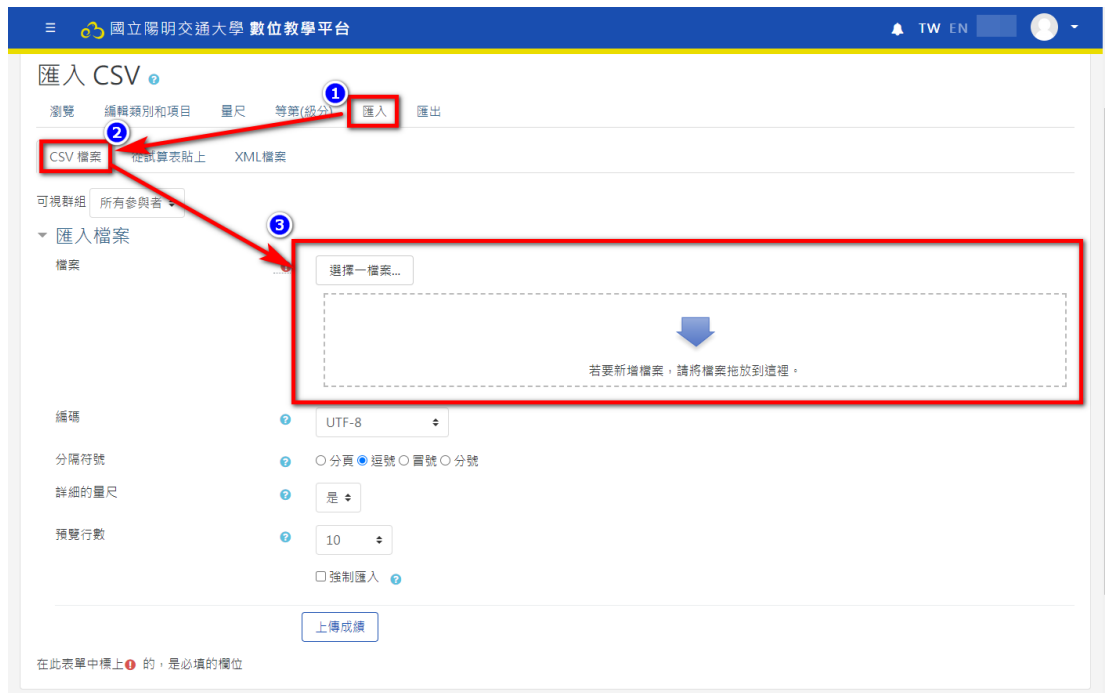 國立陽明交通大學 數位教學平台 TW EN
匯入 CSV
1
瀏覽 編輯類別和項目 量尺 等第(級分) 匯入 匯出
2
CSV 檔案 從試算表貼上 XML檔案
可視群組 所有參與者
3
匯入檔案
檔案 選擇一檔案...
若要新增檔案，請將檔案拖放到這裡。
編碼 UTF-8
分隔符號 分頁 逗號 冒號 分號
詳細的量尺 是
預覽行數 10
強制匯入
上傳成績
在此表單中標上 的，是必填的欄位